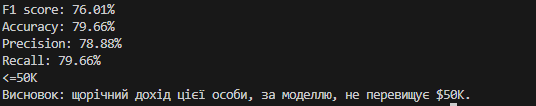 F1 score: 76.01%
Accuracy: 79.66%
Precision: 78.88%
Recall: 79.66%
<=50K
Висновок: щорічний дохід цієї особи, за моделлю, не перевищує $50K.